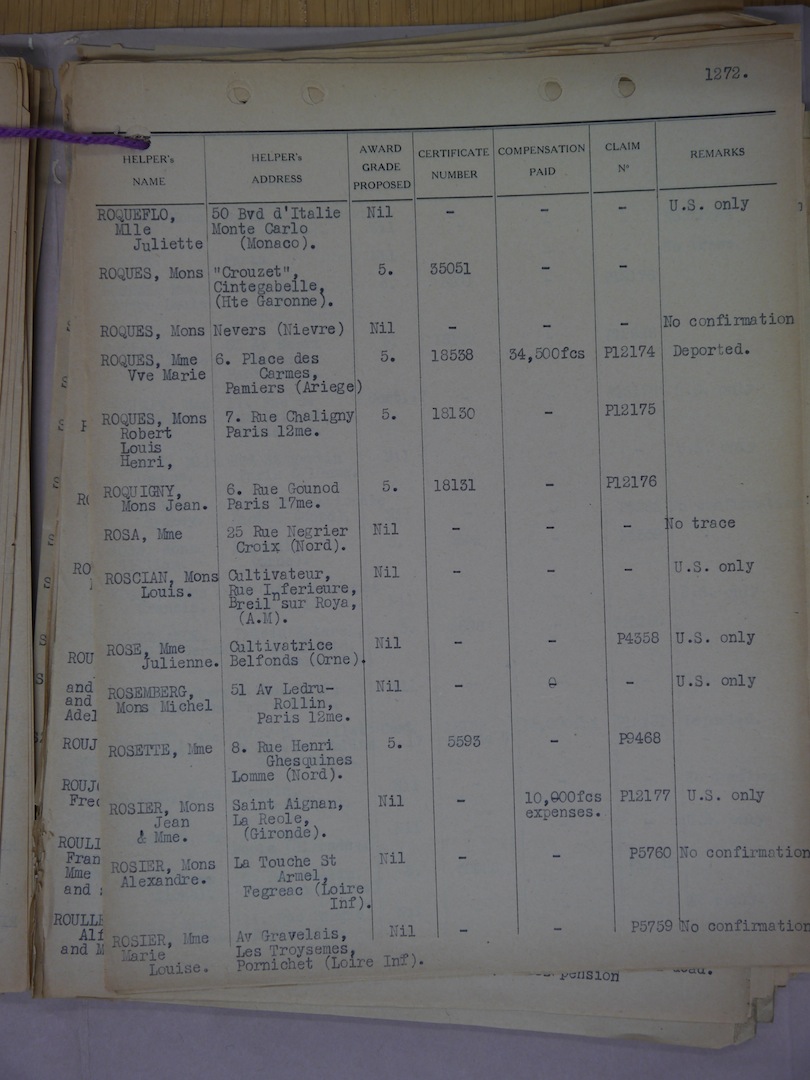 1272.
HELPER's NAME | HELPER's ADDRESS | AWARD GRADE PROPOSED | CERTIFICATE NUMBER | COMPENSATION PAID | CLAIM Nº | REMARKS
ROQUEFLO, | 50 Bvd d'Italie | Nil | - | - | - | U.S. only
Mlle | Monte Carlo
Juliette | (Monaco).
ROQUES, Mons | "Crouzet", | 5. | 35051 | - | -
Cintegabelle,
(Hte Garonne).
ROQUES, Mons | Nevers (Nievre) | Nil | - | - | - | No confirmation
ROQUES, Mme | 6. Place des | 5. | 18538 | 34,500fcs | P12174 | Deported.
Vve Marie | Carmes,
Pamiers (Ariege)
ROQUES, Mons | 7. Rue Chaligny | 5. | 18130 | - | P12175
Robert | Paris 12me.
Louis
Henri,
ROQUIGNY, | 6. Rue Gounod | 5. | 18131 | - | P12176
Mons Jean. | Paris 17me.
ROSA, Mme | 25 Rue Negrier | Nil | - | - | - | No trace
Croix (Nord).
ROSCIAN, Mons | Cultivateur, | Nil | - | - | - | U.S. only
Louis. | Rue Inferieure,
Breil sur Roya,
(A.M).
ROSE, Mme | Cultivatrice | Nil | - | - | P4358 | U.S. only
Julienne. | Belfonds (Orne).
ROSEMBERG, | 51 Av Ledru- | Nil | - | - | - | U.S. only
Mons Michel | Rollin,
Paris 12me.
ROSETTE, Mme | 8. Rue Henri | 5. | 5593 | - | P9468
Ghesquines
Lomme (Nord).
ROSIER, Mons | Saint Aignan, | Nil | - | 10,000fcs | P12177 | U.S. only
Jean | La Reole, | expenses.
& Mme. | (Gironde).
ROSIER, Mons | La Touche St | Nil | - | - | P5760 | No confirmation
Alexandre. | Armel,
Fegreac (Loire
Inf).
ROSIER, Mme | Av Gravelais, | Nil | - | - | P5759 | No confirmation
Marie | Les Troysemes,
Louise. | Pornichet (Loire Inf).
pension